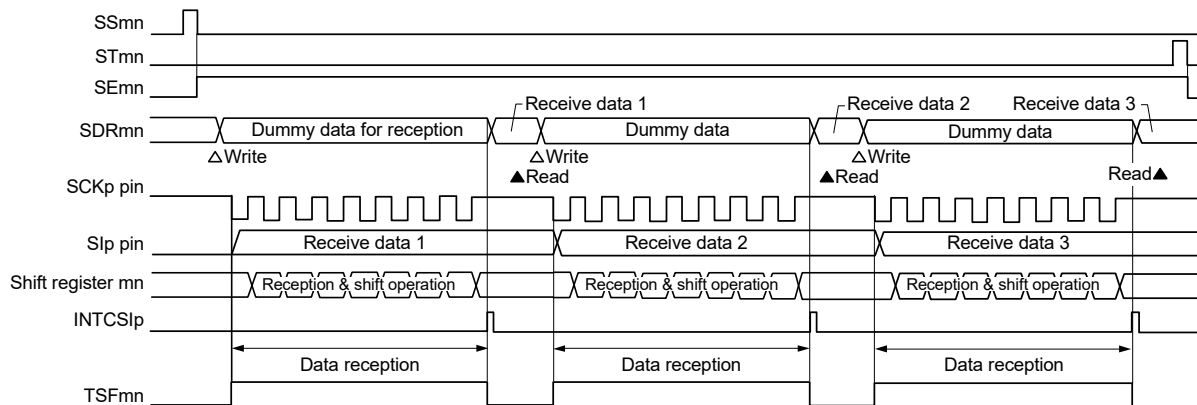 SSmn
STmn
SEmn
Receive data 1 Receive data 2 Receive data 3
SDRmn Dummy data for reception Dummy data Dummy data
△Write △Write △Write
▲Read ▲Read Read▲
SCKp pin
SIp pin Receive data 1 Receive data 2 Receive data 3
Shift register mn Reception & shift operation Reception & shift operation Reception & shift operation
INTCSIp
Data reception Data reception Data reception
TSFmn